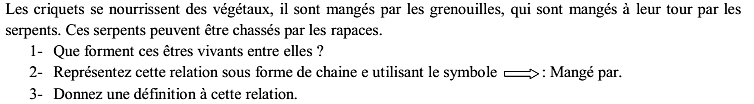 Les criquets se nourrissent des végétaux, il sont mangés par les grenouilles, qui sont mangés à leur tour par les
serpents. Ces serpents peuvent être chassés par les rapaces.
1- Que forment ces êtres vivants entre elles ?
2- Représentez cette relation sous forme de chaine e utilisant le symbole ⇨: Mangé par.
3- Donnez une définition à cette relation.